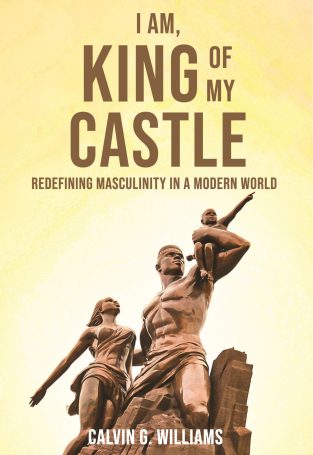 I AM,
KING OF MY
CASTLE
REDEFINING MASCULINITY IN A MODERN WORLD
CALVIN G. WILLIAMS